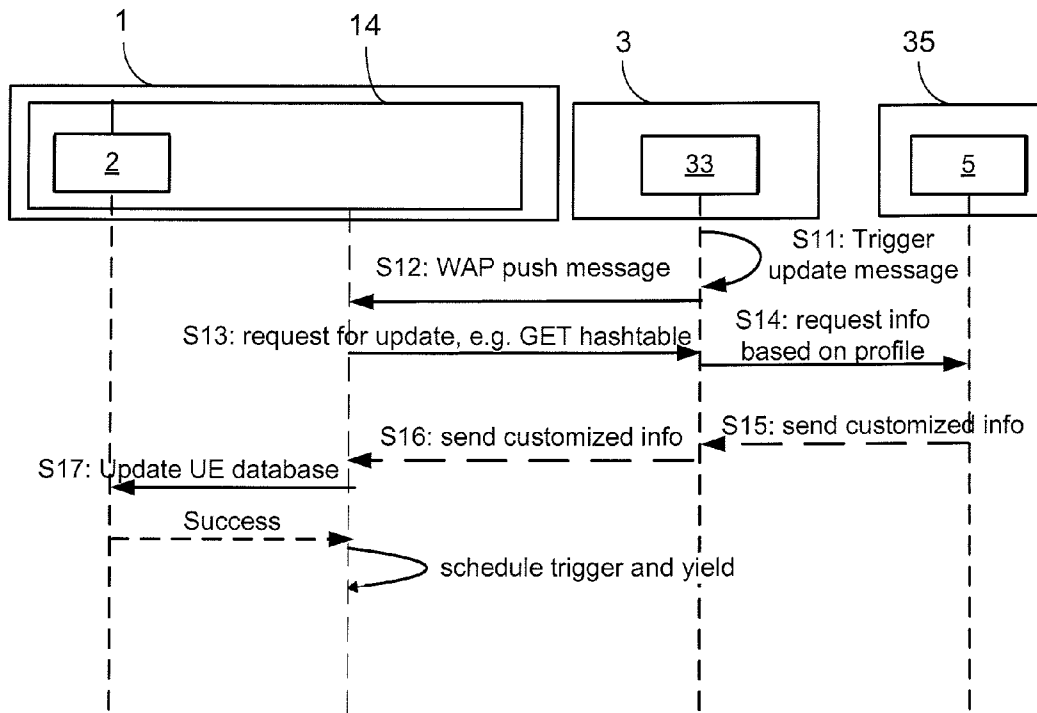 1
14
3
35
2
33
5
S11: Trigger
update message
S12: WAP push message
S13: request for update, e.g. GET hashtable
S14: request info
based on profile
S15: send customized info
S16: send customized info
S17: Update UE database
Success
schedule trigger and yield